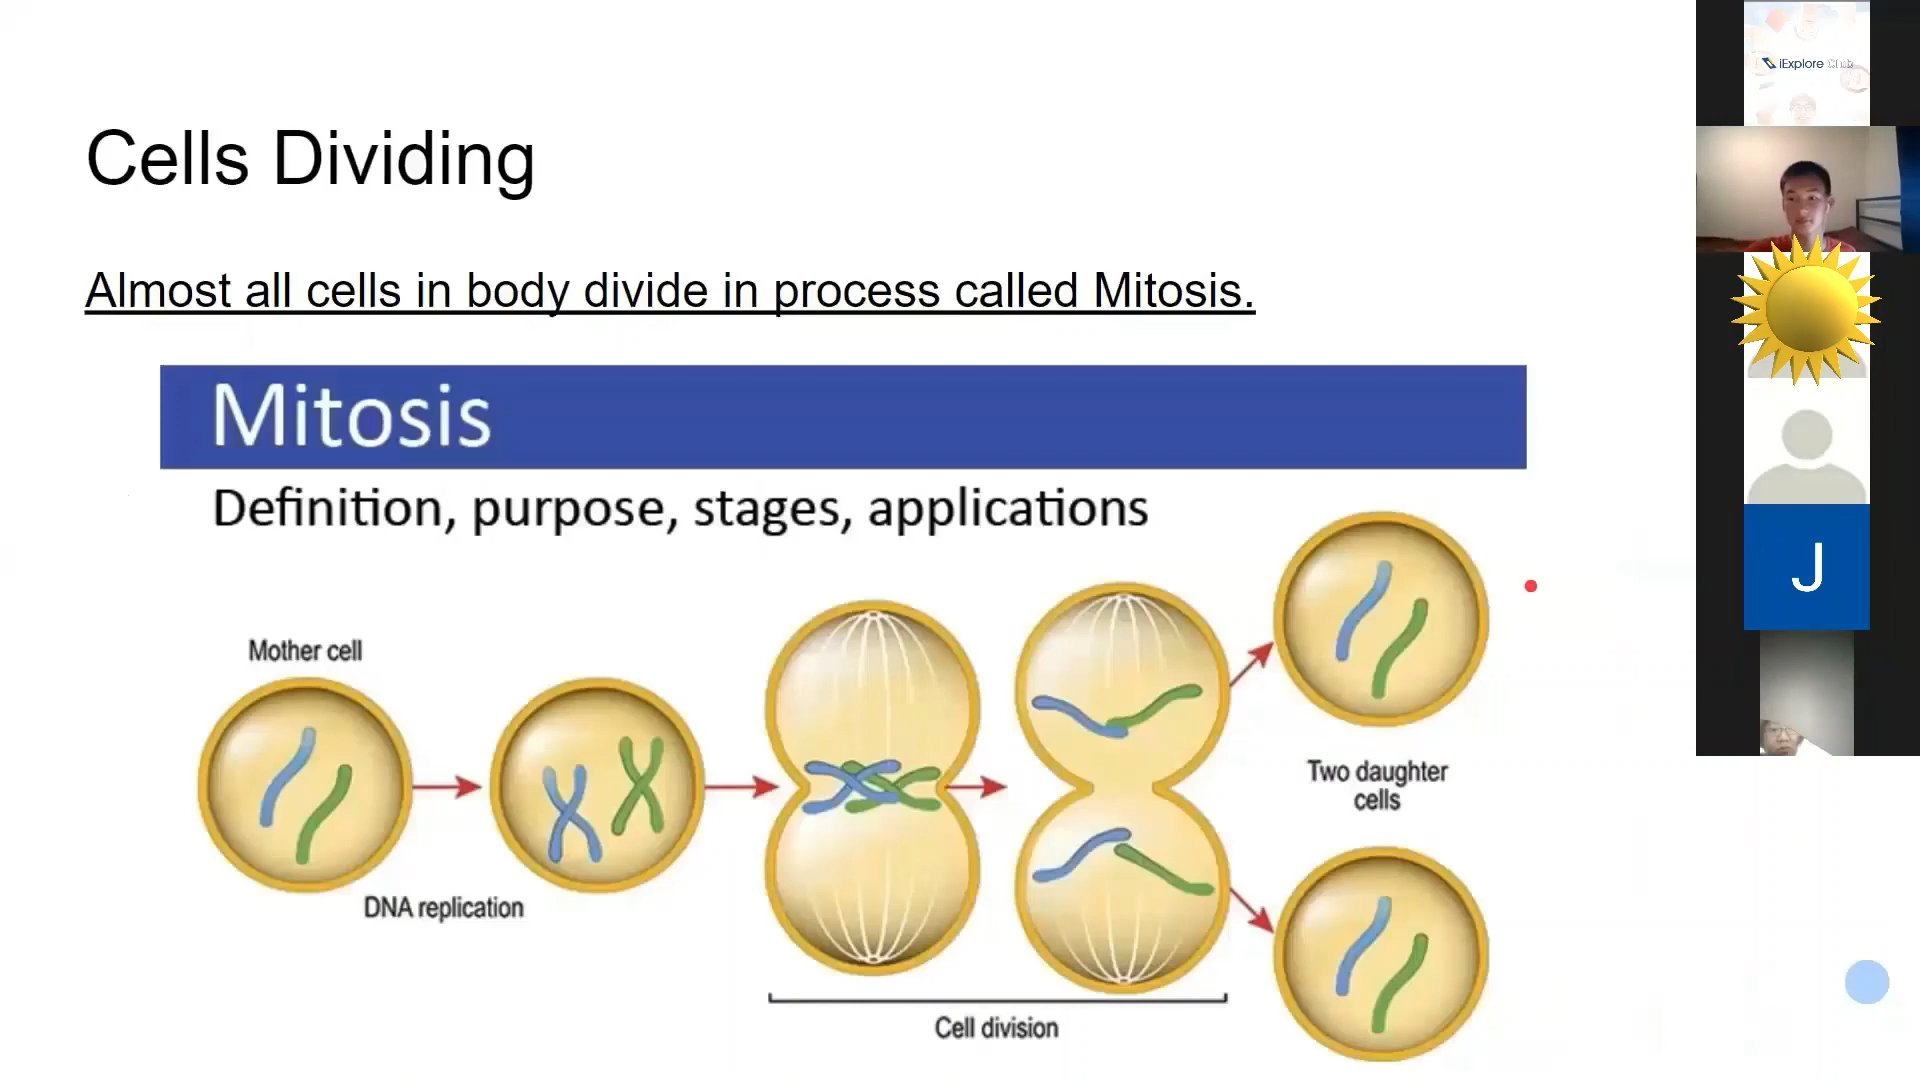 Cells Dividing
Almost all cells in body divide in process called Mitosis.
Mitosis
Definition, purpose, stages, applications
Mother cell
DNA replication
Cell division
Two daughter
cells
iExplore Club
J